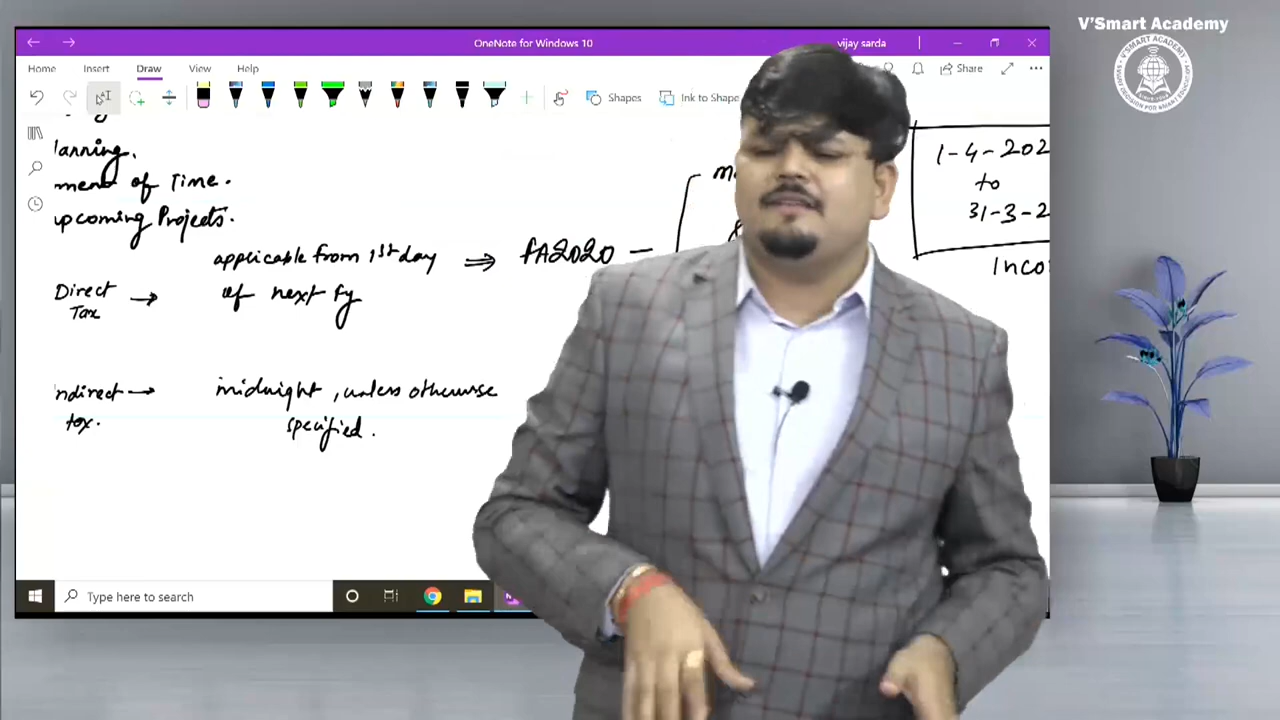 V'Smart Academy
OneNote for Windows 10
vijay sarda
Home Insert Draw View Help
Share
Shapes
Ink to Shape
lanning.
ment of Time.
upcoming Projects.
applicable from 1st day
of next fy
⇒ FA2020 —
Direct
Tax →
ndirect →
tax.
midnight, unless otherwise
specified.
1-4-202
to
31-3-2
Inco
Type here to search